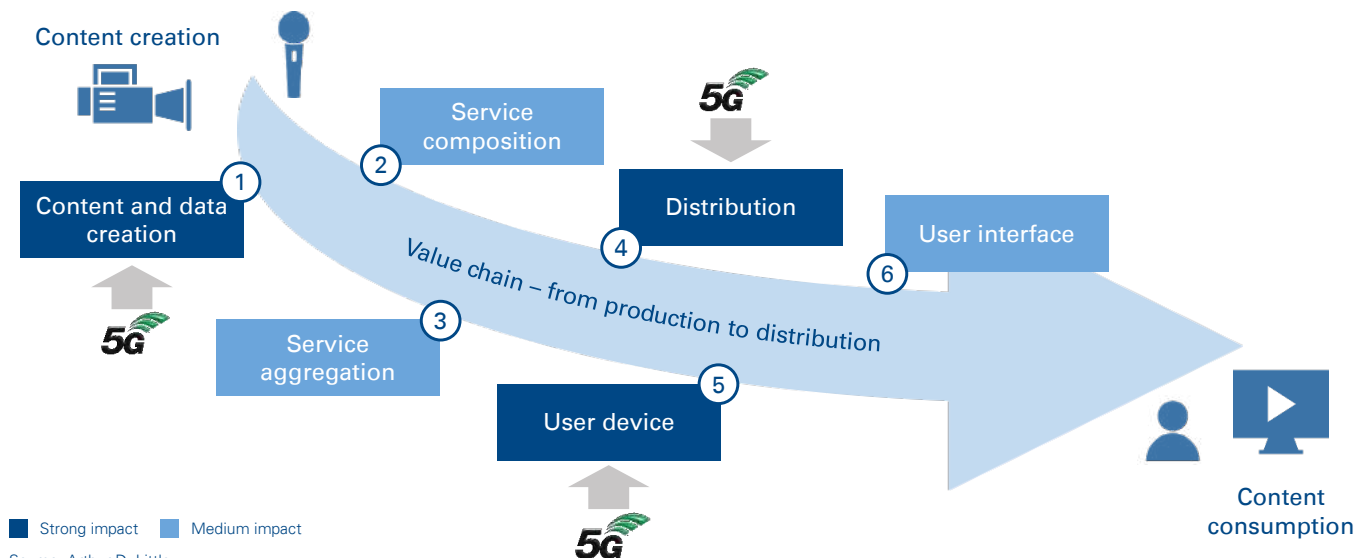 Content creation
5G
Service
composition
2
1
Content and data
creation
Distribution
4
User interface
6
Value chain – from production to distribution
5G
3
Service
aggregation
5
User device
Strong impact
Medium impact
5G
Content
consumption